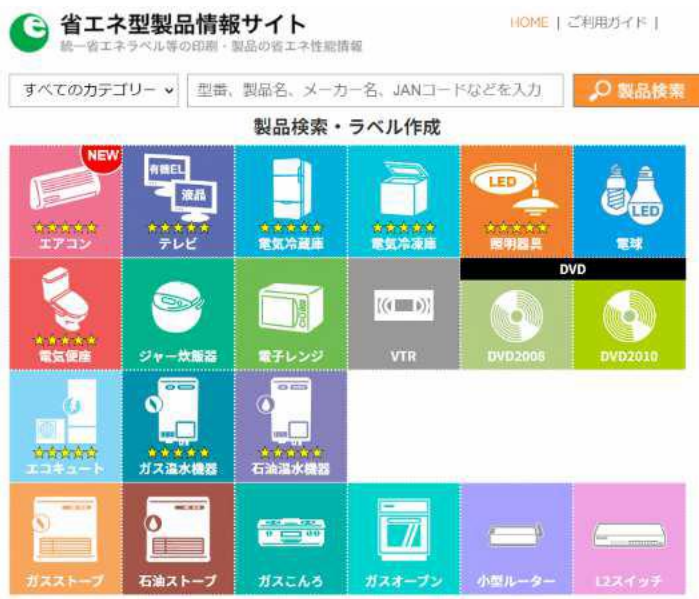 e 省エネ型製品情報サイト
統一省エネラベル等の印刷・製品の省エネ性能情報
HOME | ご利用ガイド |
すべてのカテゴリー 型番、製品名、メーカー名、JANコードなどを入力 製品検索
製品検索・ラベル作成
NEW
有機EL
液品
LED
LED
エアコン テレビ 電気冷蔵庫 電気冷凍庫 照明器具 電球
DVD
電気便座 ジャー炊飯器 電子レンジ VTR DVD2008 DVD2010
エコキュート ガス温水機器 石油温水機器
ガスストーブ 石油ストーブ ガスこんろ ガスオーブン 小型ルーター L2スイッチ